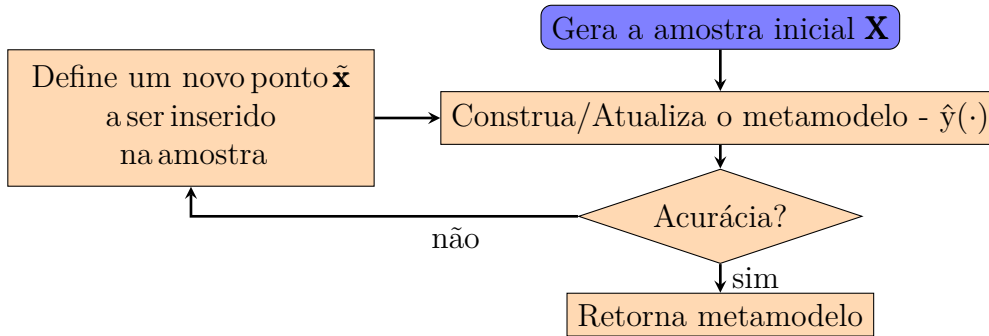 Gera a amostra inicial X
Define um novo ponto x̃
a ser inserido
na amostra
Construa/Atualiza o metamodelo - ŷ(·)
Acurácia?
não
sim
Retorna metamodelo